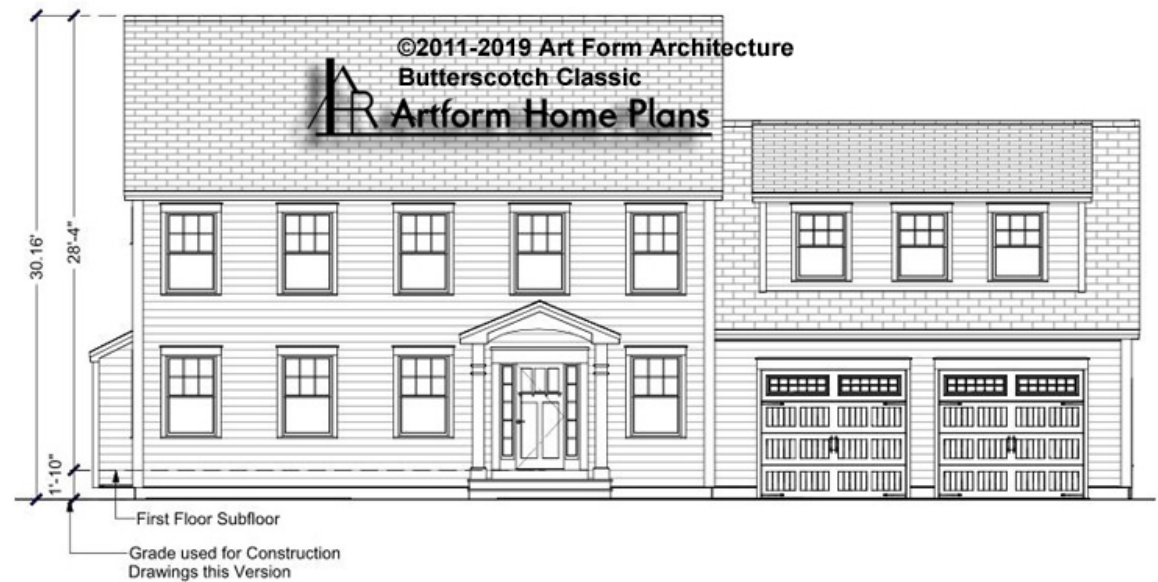 ©2011-2019 Art Form Architecture
Butterscotch Classic
AR Artform Home Plans
30.16'
28'-4"
1'-10"
First Floor Subfloor
Grade used for Construction
Drawings this Version